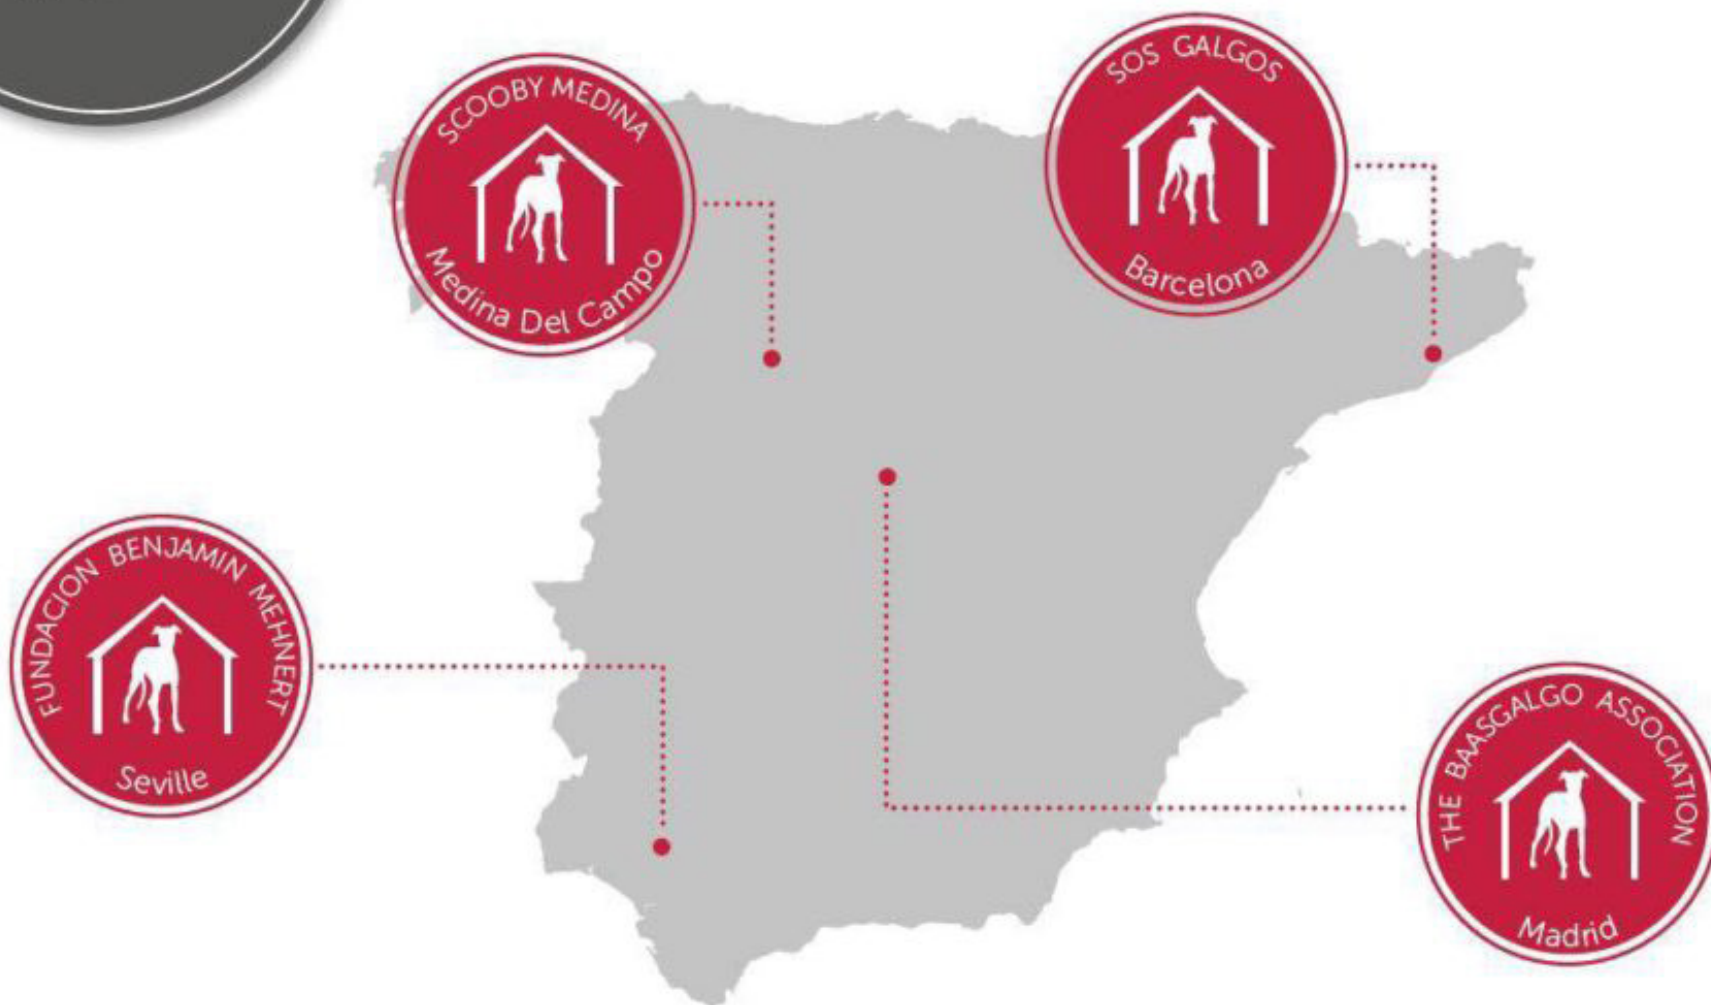 SCOOBY MEDINA
Medina Del Campo
SOS GALGOS
Barcelona
FUNDACION BENJAMIN MEHNERT
Seville
THE BAASGALGO ASSOCIATION
Madrid